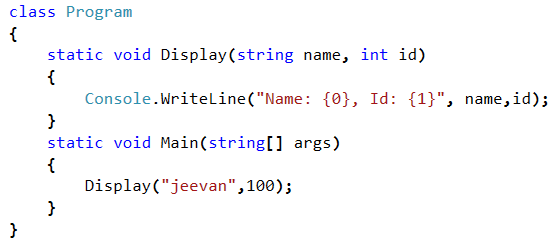 class Program
{
    static void Display(string name, int id)
    {
        Console.WriteLine("Name: {0}, Id: {1}", name,id);
    }
    static void Main(string[] args)
    {
        Display("jeevan",100);
    }
}